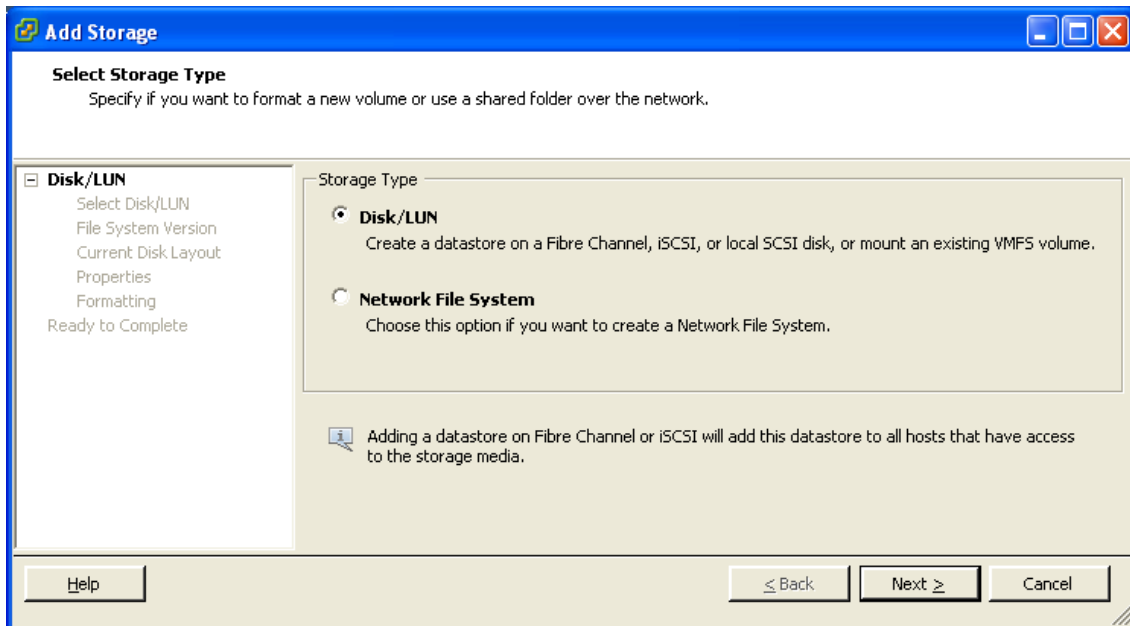 Add Storage
Select Storage Type
Specify if you want to format a new volume or use a shared folder over the network.
Disk/LUN
Select Disk/LUN
File System Version
Current Disk Layout
Properties
Formatting
Ready to Complete
Storage Type
Disk/LUN
Create a datastore on a Fibre Channel, iSCSI, or local SCSI disk, or mount an existing VMFS volume.
Network File System
Choose this option if you want to create a Network File System.
Adding a datastore on Fibre Channel or iSCSI will add this datastore to all hosts that have access
to the storage media.
Help
< Back
Next >
Cancel